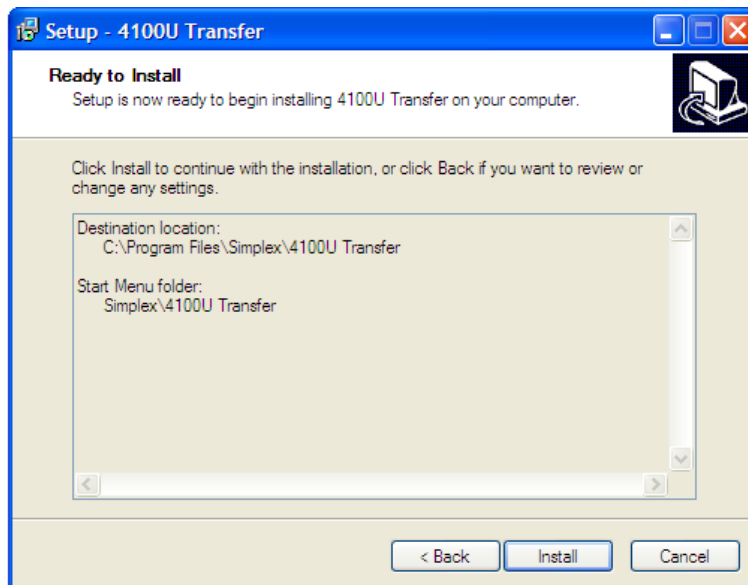 Setup - 4100U Transfer
Ready to Install
Setup is now ready to begin installing 4100U Transfer on your computer.
Click Install to continue with the installation, or click Back if you want to review or
change any settings.
Destination location:
C:\Program Files\Simplex\4100U Transfer
Start Menu folder:
Simplex\4100U Transfer
< Back
Install
Cancel